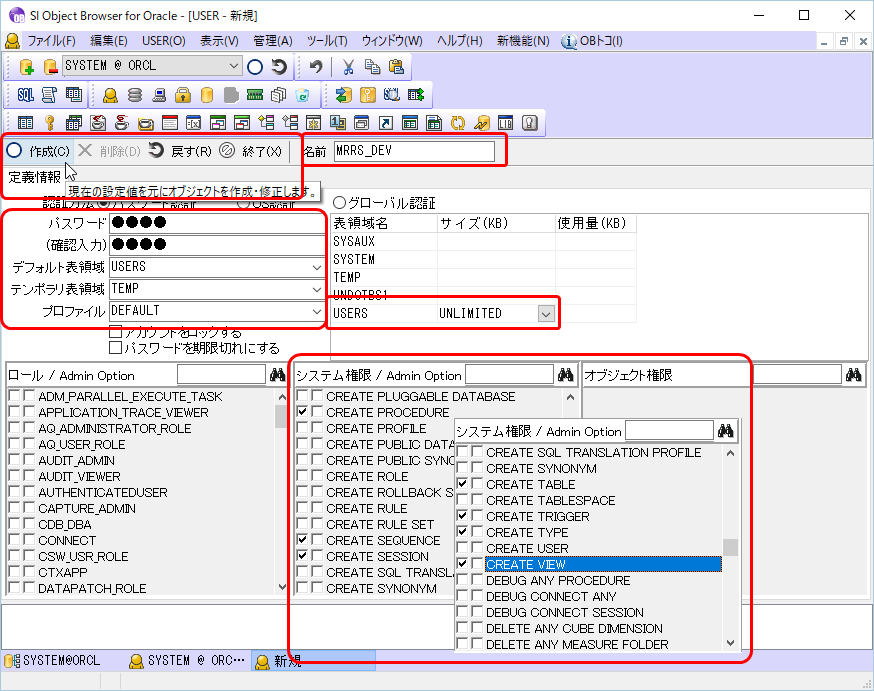 SI Object Browser for Oracle - [USER - 新規]
ファイル(F) 編集(E) USER(O) 表示(V) 管理(A) ツール(T) ウィンドウ(W) ヘルプ(H) 新機能(N) OBトコ(I)
SYSTEM @ ORCL
SQL
作成(C) 削除(D) 戻す(R) 終了(X) 名前 MRRS_DEV
定義情報
現在の設定値を元にオブジェクトを作成・修正します。
認証方法 パスワード認証 OS認証 グローバル認証
パスワード ●●●●
(確認入力) ●●●●
デフォルト表領域 USERS
テンポラリ表領域 TEMP
プロファイル DEFAULT
アカウントをロックする
パスワードを期限切れにする
表領域名 サイズ(KB) 使用量(KB)
SYSAUX
SYSTEM
TEMP
UNDOTBS1
USERS UNLIMITED
ロール / Admin Option
ADM_PARALLEL_EXECUTE_TASK
APPLICATION_TRACE_VIEWER
AQ_ADMINISTRATOR_ROLE
AQ_USER_ROLE
AUDIT_ADMIN
AUDIT_VIEWER
AUTHENTICATEDUSER
CAPTURE_ADMIN
CDB_DBA
CONNECT
CSW_USR_ROLE
CTXAPP
DATAPATCH_ROLE
システム権限 / Admin Option
CREATE PLUGGABLE DATABASE
CREATE PROCEDURE
CREATE PROFILE
CREATE PUBLIC DATA
CREATE PUBLIC SYNO
CREATE ROLE
CREATE ROLLBACK S
CREATE RULE
CREATE RULE SET
CREATE SEQUENCE
CREATE SESSION
CREATE SQL TRANSL
CREATE SYNONYM
オブジェクト権限
システム権限 / Admin Option
CREATE SQL TRANSLATION PROFILE
CREATE SYNONYM
CREATE TABLE
CREATE TABLESPACE
CREATE TRIGGER
CREATE TYPE
CREATE USER
CREATE VIEW
DEBUG ANY PROCEDURE
DEBUG CONNECT ANY
DEBUG CONNECT SESSION
DELETE ANY CUBE DIMENSION
DELETE ANY MEASURE FOLDER
SYSTEM@ORCL SYSTEM @ ORC… 新規